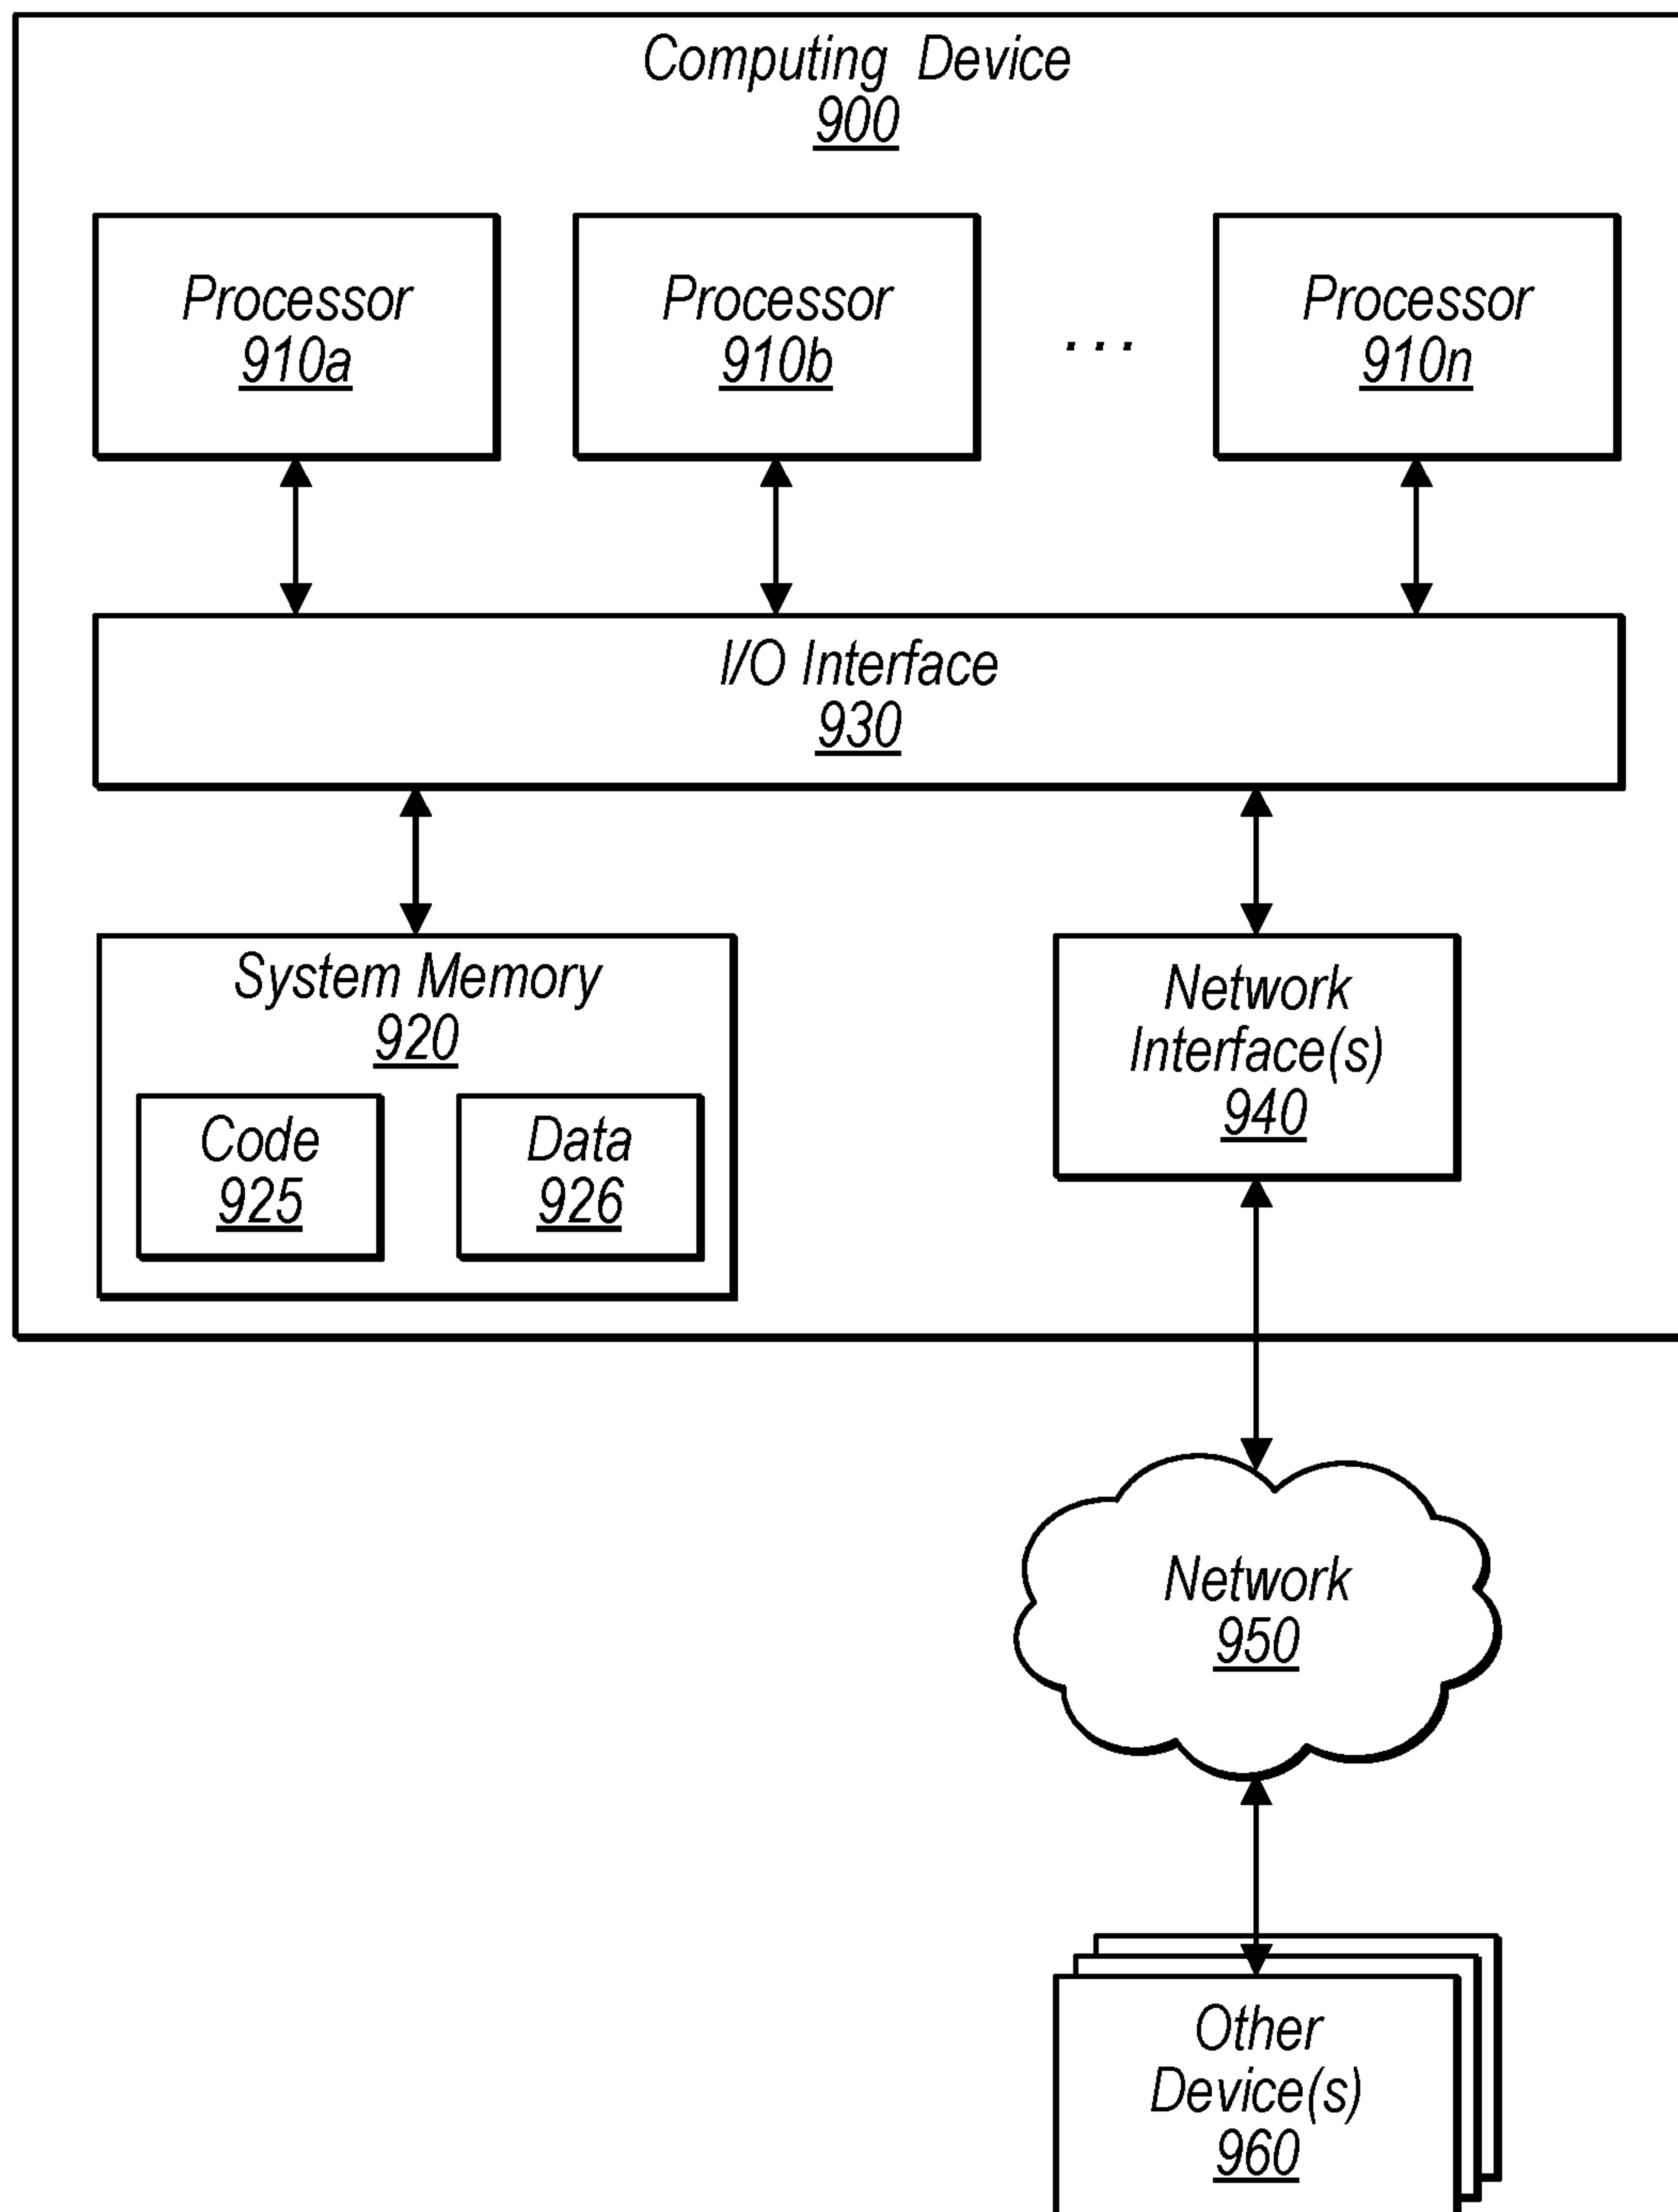 Computing Device
900
Processor
910a
Processor
910b
...
Processor
910n
I/O Interface
930
System Memory
920
Code
925
Data
926
Network
Interface(s)
940
Network
950
Other
Device(s)
960